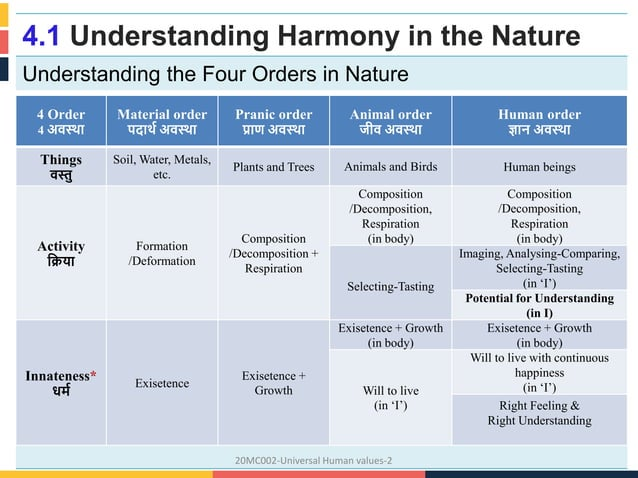 4.1 Understanding Harmony in the Nature
Understanding the Four Orders in Nature
4 Order
4 अवस्था
Material order
पदार्थ अवस्था
Pranic order
प्राण अवस्था
Animal order
जीव अवस्था
Human order
ज्ञान अवस्था
Things
वस्तु
Soil, Water, Metals,
etc.
Plants and Trees
Animals and Birds
Human beings
Activity
क्रिया
Formation
/Deformation
Composition
/Decomposition +
Respiration
Composition
/Decomposition,
Respiration
(in body)
Selecting-Tasting
Composition
/Decomposition,
Respiration
(in body)
Imaging, Analysing-Comparing,
Selecting-Tasting
(in ‘I’)
Potential for Understanding
(in I)
Innateness*
धर्म
Exisetence
Exisetence +
Growth
Exisetence + Growth
(in body)
Will to live
(in ‘I’)
Exisetence + Growth
(in body)
Will to live with continuous
happiness
(in ‘I’)
Right Feeling &
Right Understanding
20MC002-Universal Human values-2